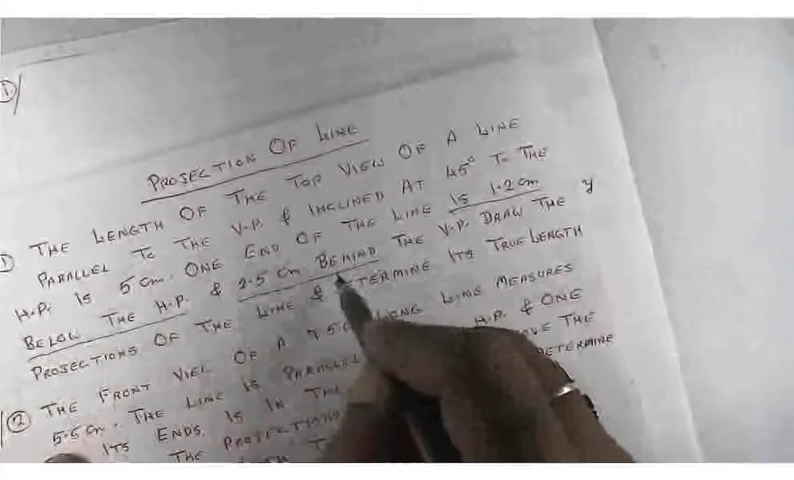 1)
PROJECTION OF LINE
1) THE LENGTH OF THE TOP VIEW OF A LINE
PARALLEL TO THE V.P. & INCLINED AT 45° TO THE
H.P. IS 5 cm. ONE END OF THE LINE IS 1.2 cm
BELOW THE H.P. & 2.5 cm BEHIND THE V.P. DRAW THE
PROJECTIONS OF THE LINE & DETERMINE ITS TRUE LENGTH
② THE FRONT VIEW OF A 7.5 LONG LINE MEASURES
5.5 cm. THE LINE IS PARALLEL H.P. & ONE
ITS ENDS IS IN THE THE
THE DETERMINE